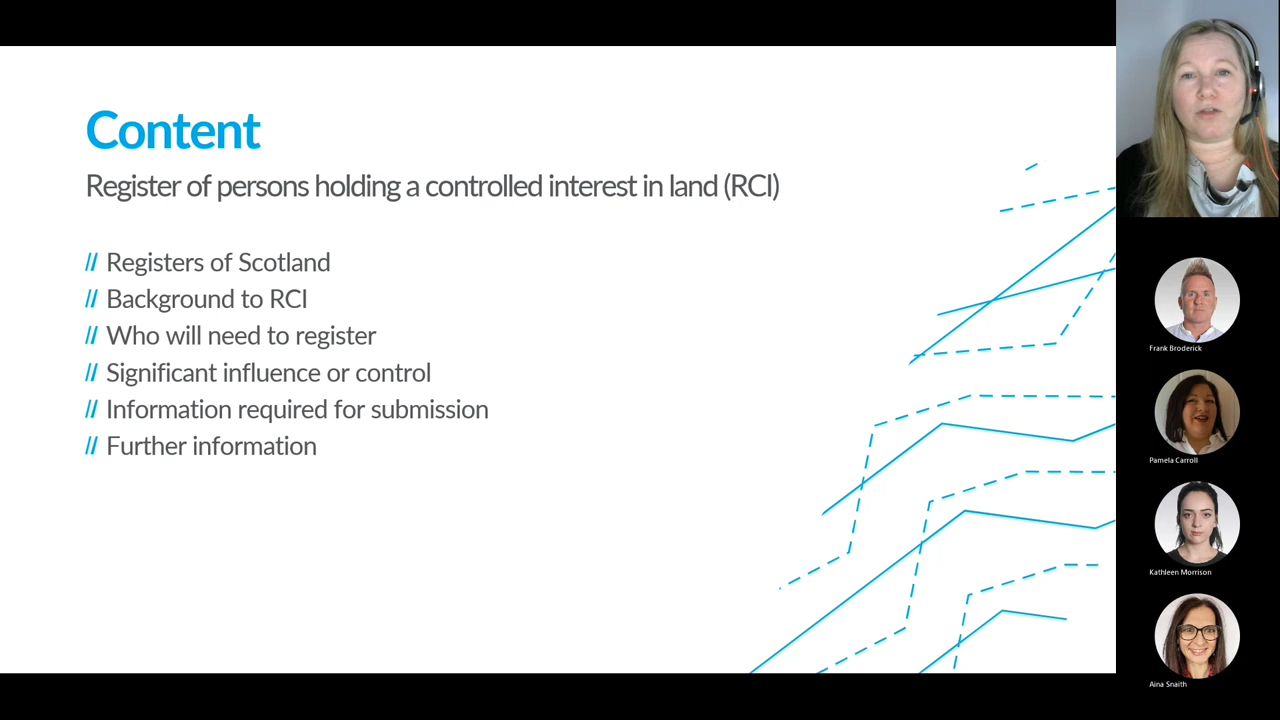 Content
Register of persons holding a controlled interest in land (RCI)
// Registers of Scotland
// Background to RCI
// Who will need to register
// Significant influence or control
// Information required for submission
// Further information
Frank Broderick
Pamela Carroll
Kathleen Morrison
Aina Snaith